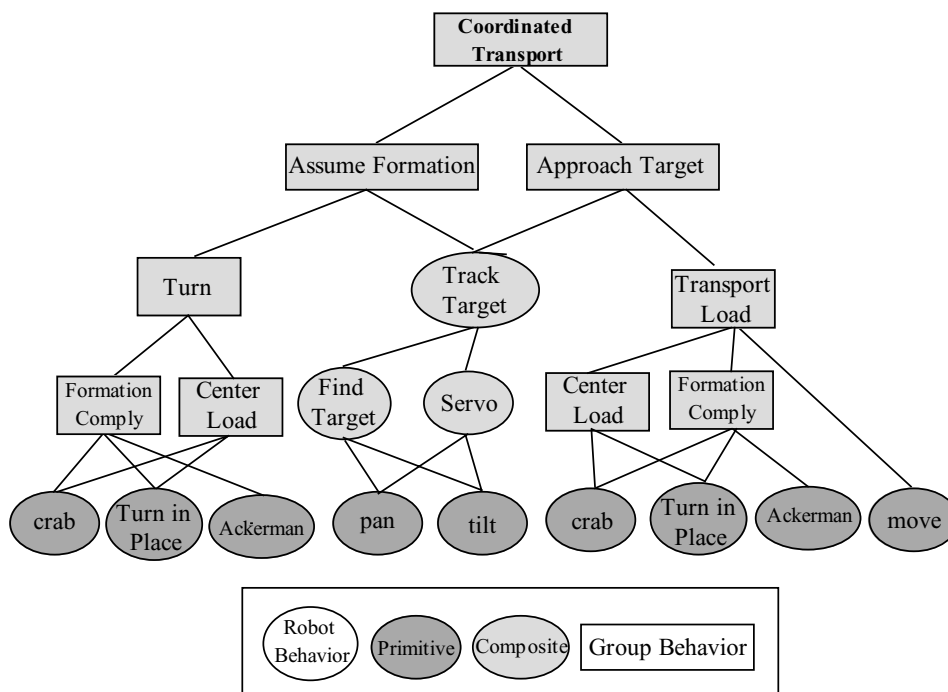 Coordinated
Transport
Assume Formation
Approach Target
Turn
Track
Target
Transport
Load
Formation
Comply
Center
Load
Find
Target
Servo
Center
Load
Formation
Comply
crab
Turn in
Place
Ackerman
pan
tilt
crab
Turn in
Place
Ackerman
move
Robot
Behavior
Primitive
Composite
Group Behavior